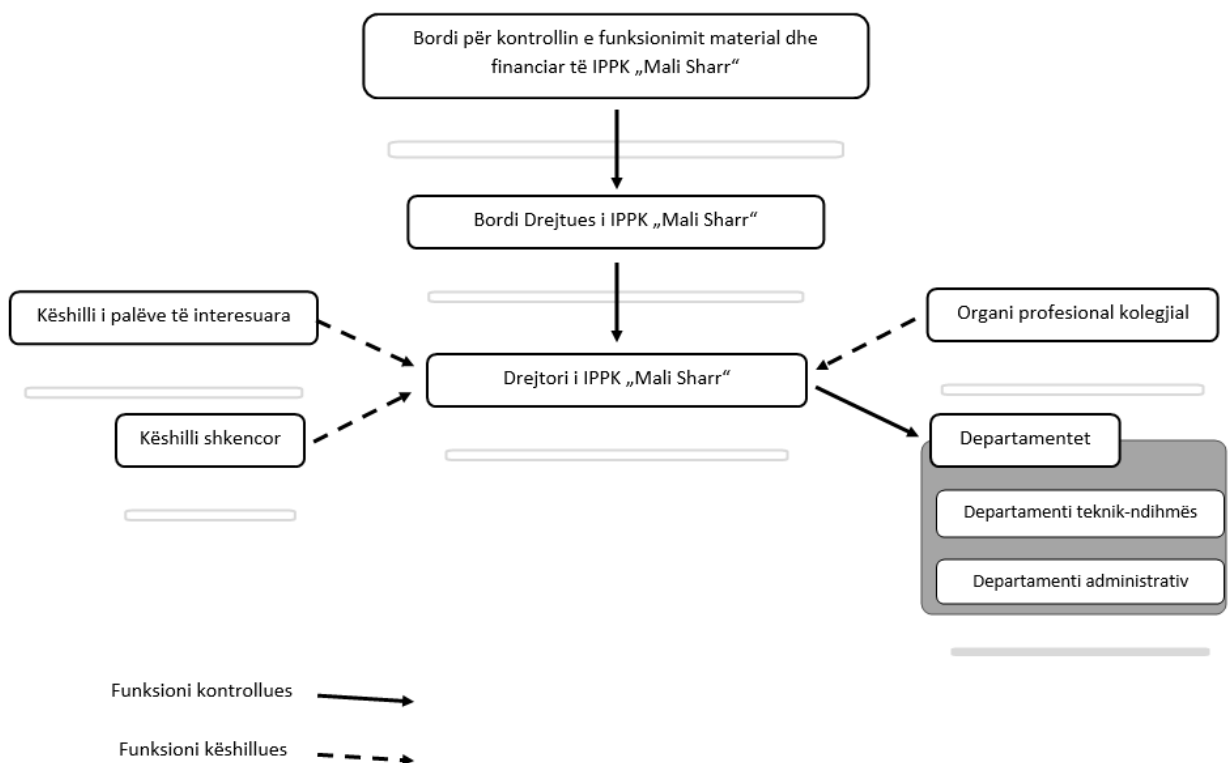 Bordi për kontrollin e funksionimit material dhe
financiar të IPPK „Mali Sharr“
Bordi Drejtues i IPPK „Mali Sharr“
Këshilli i palëve të interesuara
Organi profesional kolegjial
Drejtori i IPPK „Mali Sharr“
Këshilli shkencor
Departamentet
Departamenti teknik-ndihmës
Departamenti administrativ
Funksioni kontrollues
Funksioni këshillues